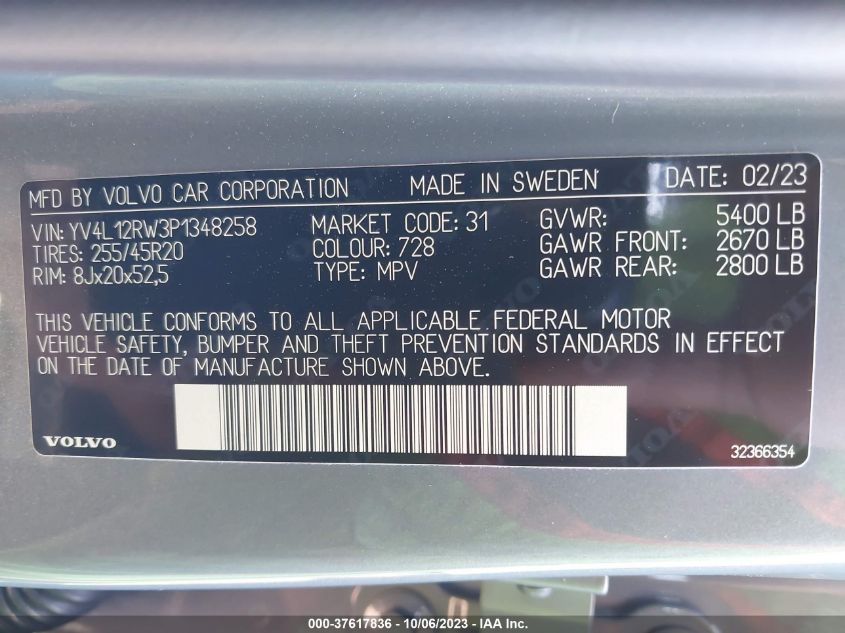 MFD BY VOLVO CAR CORPORATION MADE IN SWEDEN DATE: 02/23
VIN: YV4L12RW3P1348258 MARKET CODE: 31 GVWR: 5400 LB
TIRES: 255/45R20 COLOUR: 728 GAWR FRONT: 2670 LB
RIM: 8Jx20x52,5 TYPE: MPV GAWR REAR: 2800 LB
THIS VEHICLE CONFORMS TO ALL APPLICABLE FEDERAL MOTOR
VEHICLE SAFETY, BUMPER AND THEFT PREVENTION STANDARDS IN EFFECT
ON THE DATE OF MANUFACTURE SHOWN ABOVE.
VOLVO 32366354
000-37617836 - 10/06/2023 - IAA Inc.